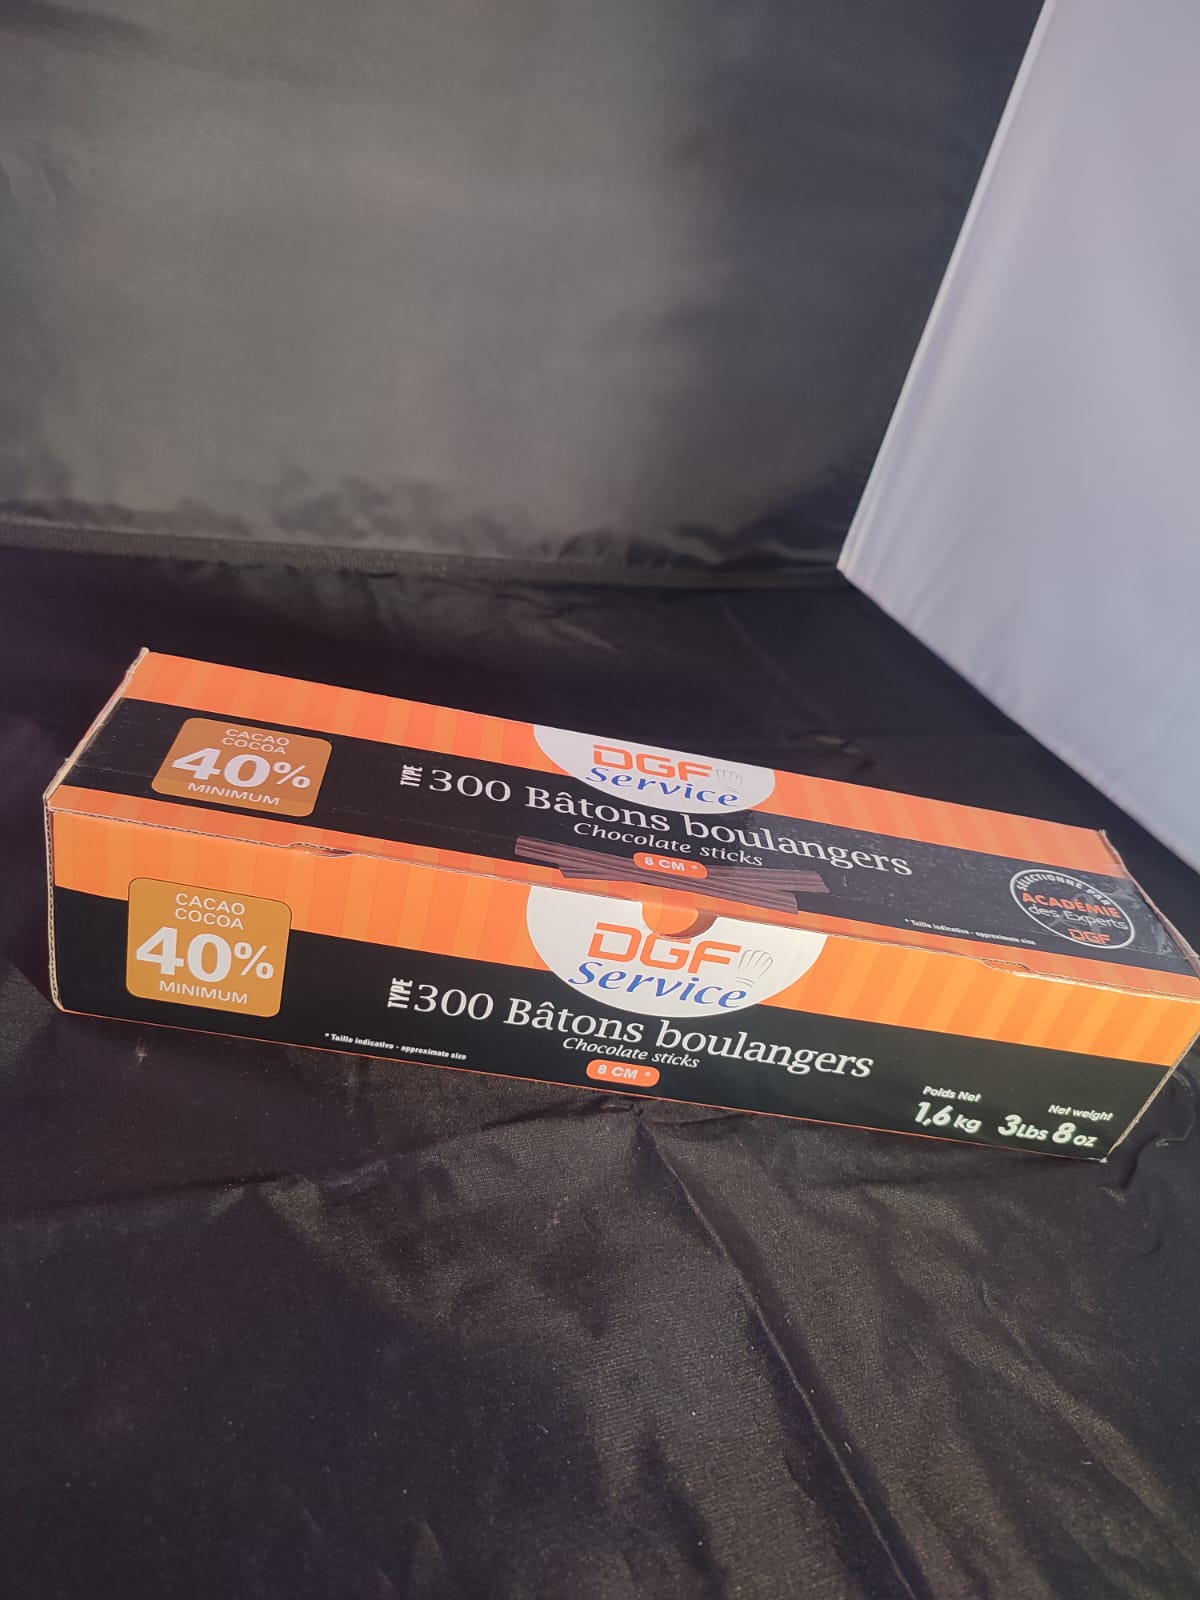 CACAO
COCOA
40%
MINIMUM
DGF
Service
TYPE 300 Bâtons boulangers
Chocolate sticks
8 CM *
* Taille indicative - approximate size
SÉLECTIONNÉ PAR
ACADÉMIE
des Experts
DGF
CACAO
COCOA
40%
MINIMUM
DGF
Service
TYPE 300 Bâtons boulangers
Chocolate sticks
8 CM *
* Taille indicative - approximate size
Poids Net
1,6 kg
Net weight
3Lbs 8 oz